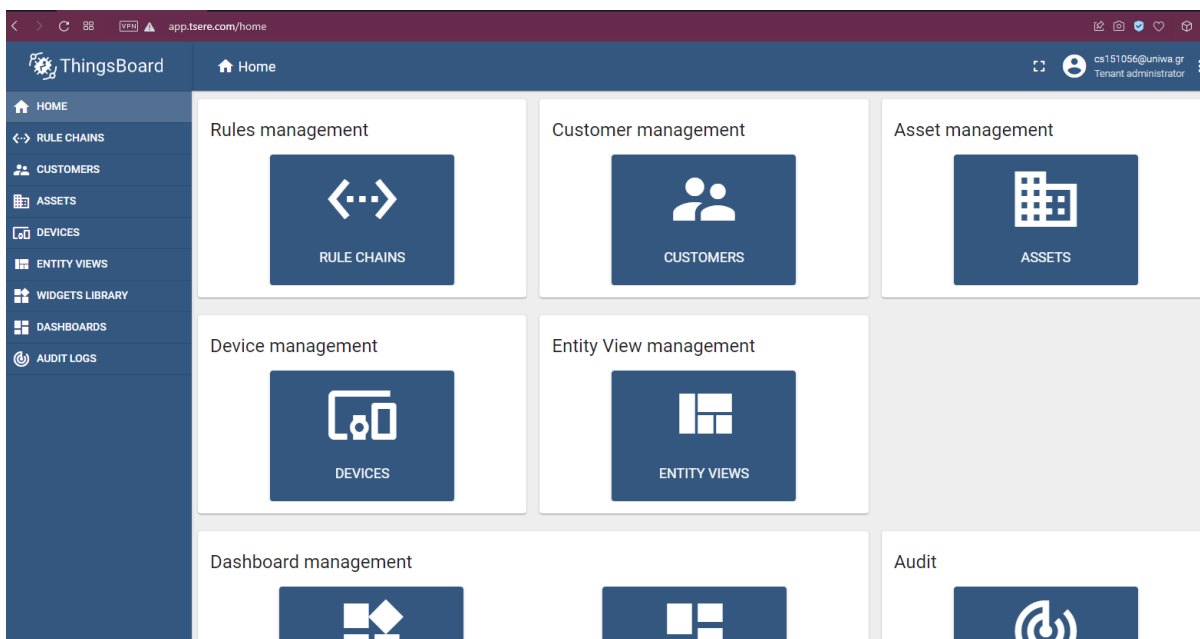 VPN app.tsere.com/home
ThingsBoard
Home
cs151056@uniwa.gr
Tenant administrator
HOME
RULE CHAINS
CUSTOMERS
ASSETS
DEVICES
ENTITY VIEWS
WIDGETS LIBRARY
DASHBOARDS
AUDIT LOGS
Rules management
RULE CHAINS
Customer management
CUSTOMERS
Asset management
ASSETS
Device management
DEVICES
Entity View management
ENTITY VIEWS
Dashboard management
Audit